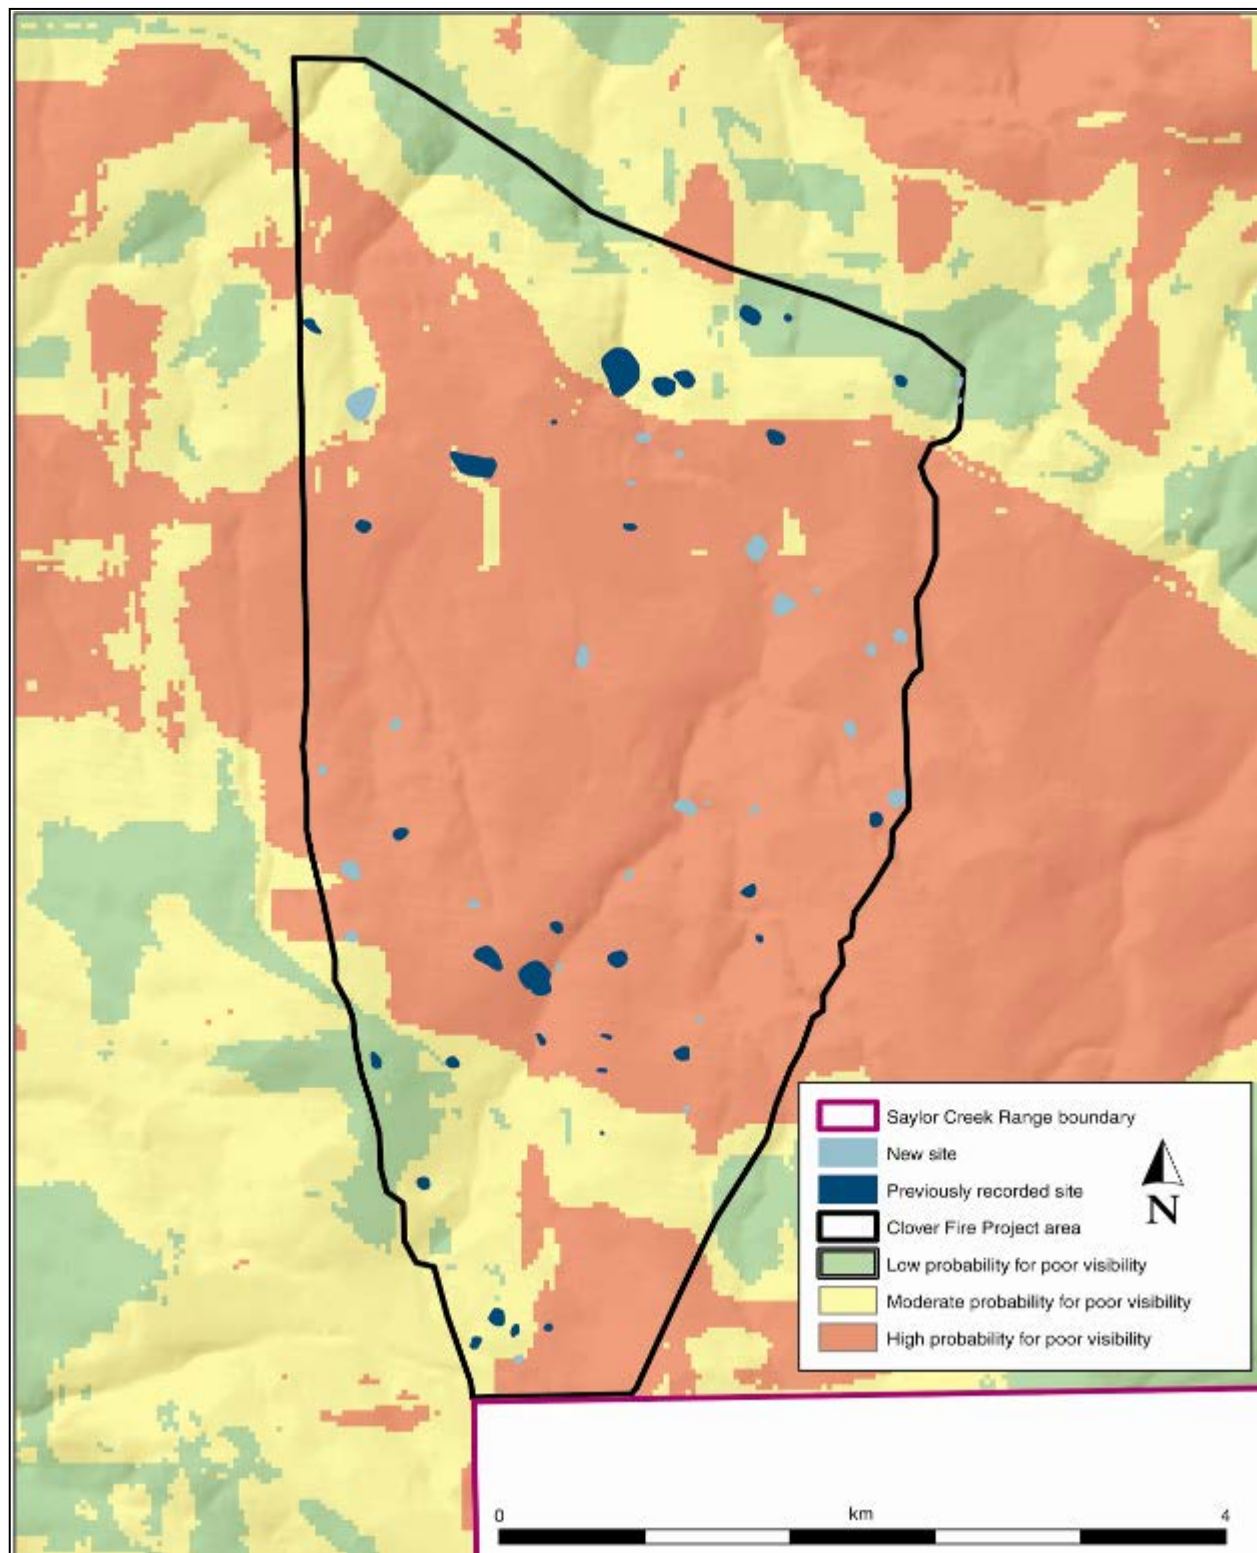 Saylor Creek Range boundary
New site
Previously recorded site
Clover Fire Project area
Low probability for poor visibility
Moderate probability for poor visibility
High probability for poor visibility
N
0 km 4